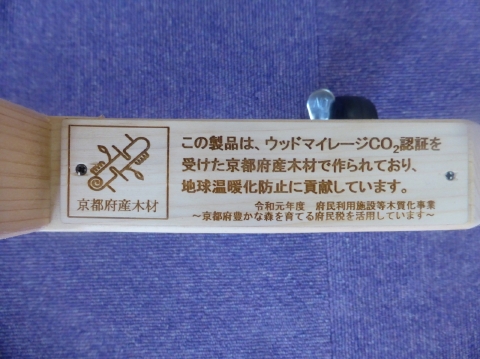 京都府産木材
この製品は、ウッドマイレージCO₂認証を
受けた京都府産木材で作られており、
地球温暖化防止に貢献しています。
令和元年度 府民利用施設等木質化事業
～京都府豊かな森を育てる府民税を活用しています～